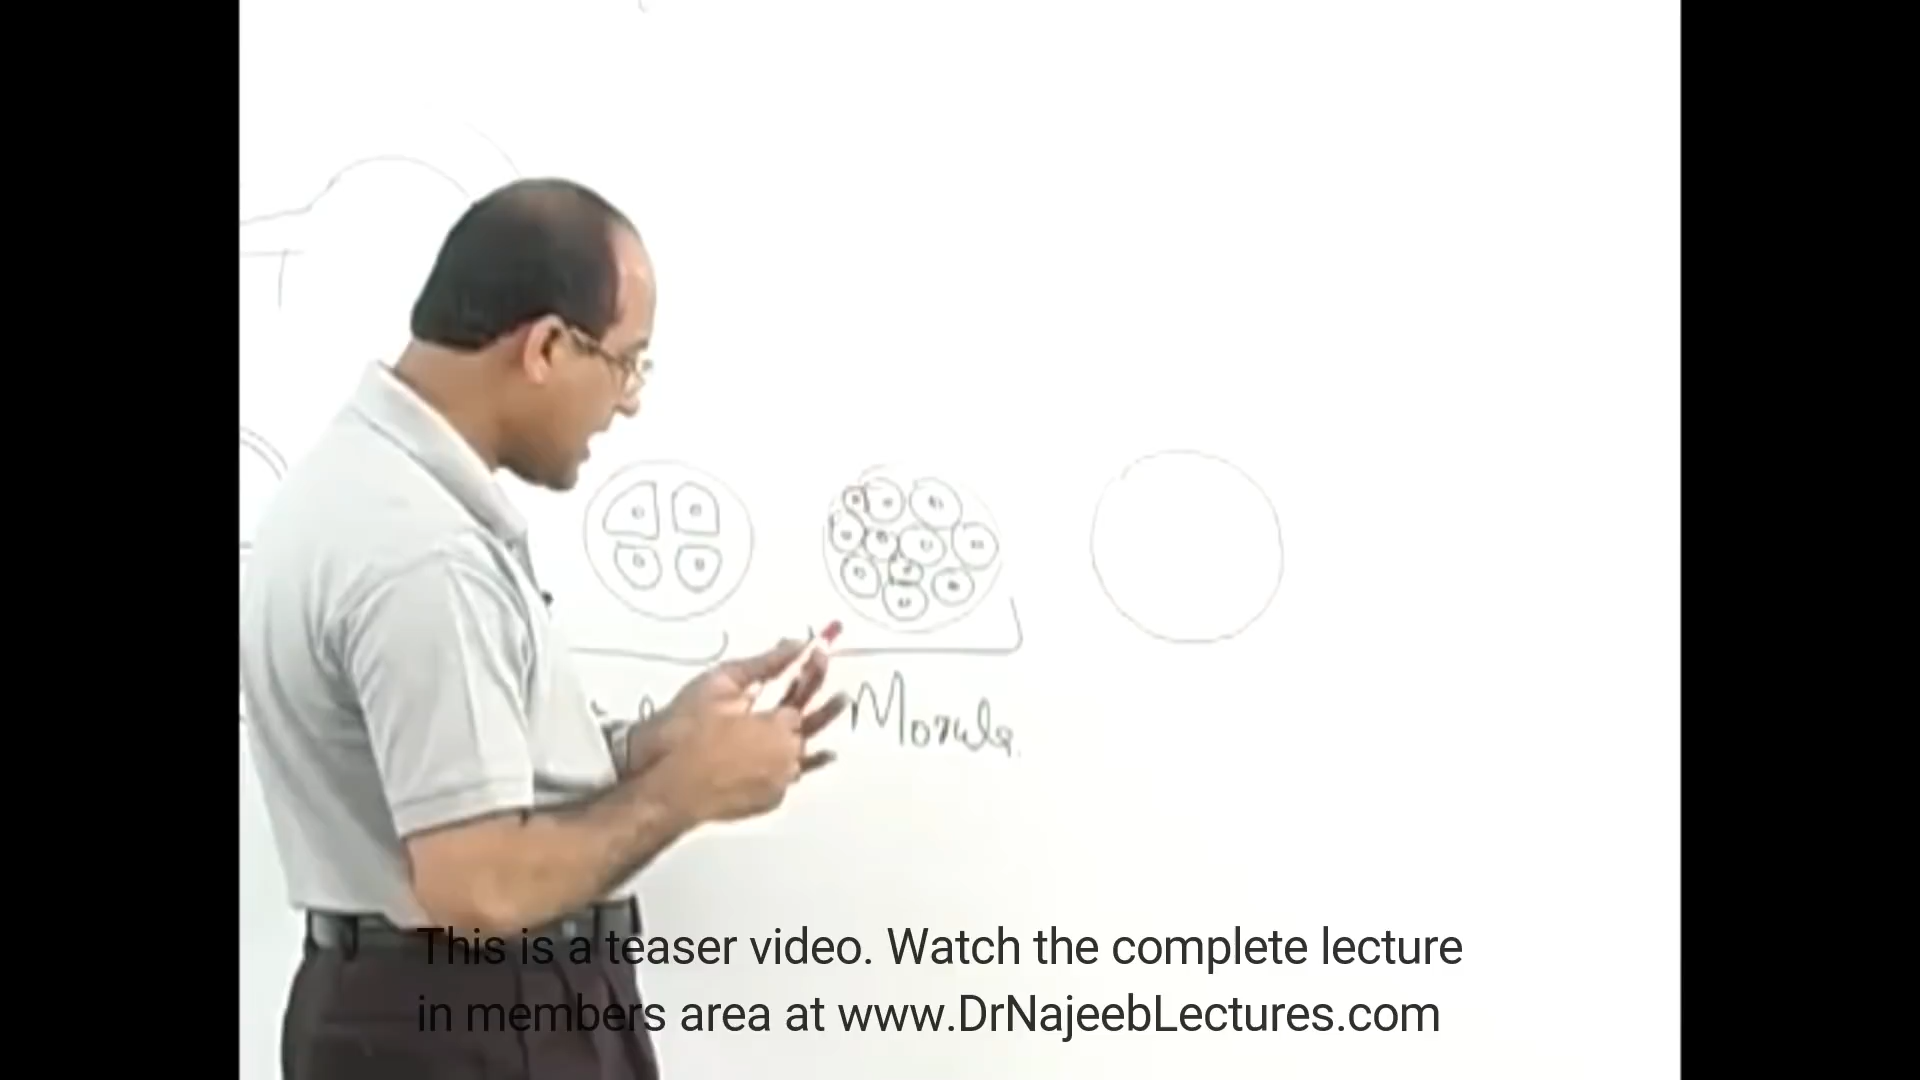 Morula
This is a teaser video. Watch the complete lecture
in members area at www.DrNajeebLectures.com